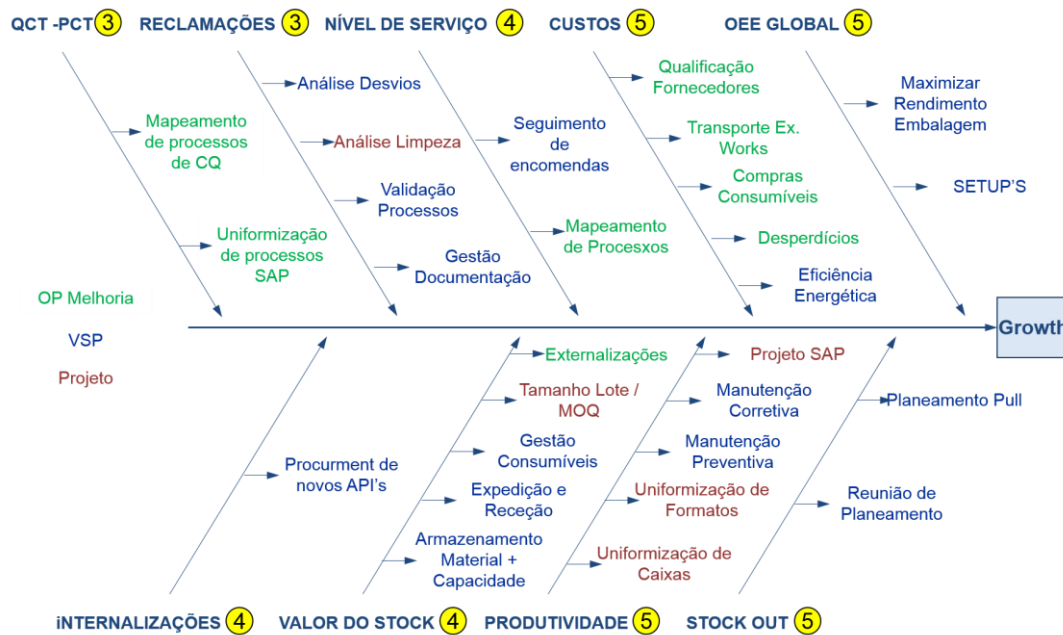 QCT -PCT 3
RECLAMAÇÕES 3
NÍVEL DE SERVIÇO 4
CUSTOS 5
OEE GLOBAL 5
Mapeamento
de processos
de CQ
Uniformização
de processos
SAP
Análise Desvios
Análise Limpeza
Validação
Processos
Gestão
Documentação
Seguimento
de
encomendas
Mapeamento
de Procesxos
Qualificação
Fornecedores
Transporte Ex.
Works
Compras
Consumíveis
Desperdícios
Eficiência
Energética
Maximizar
Rendimento
Embalagem
SETUP'S
OP Melhoria
VSP
Projeto
Growth
Procurment de
novos API's
Externalizações
Tamanho Lote /
MOQ
Gestão
Consumíveis
Expedição e
Receção
Armazenamento
Material +
Capacidade
Projeto SAP
Manutenção
Corretiva
Manutenção
Preventiva
Uniformização de
Formatos
Uniformização de
Caixas
Planeamento Pull
Reunião de
Planeamento
iNTERNALIZAÇÕES 4
VALOR DO STOCK 4
PRODUTIVIDADE 5
STOCK OUT 5